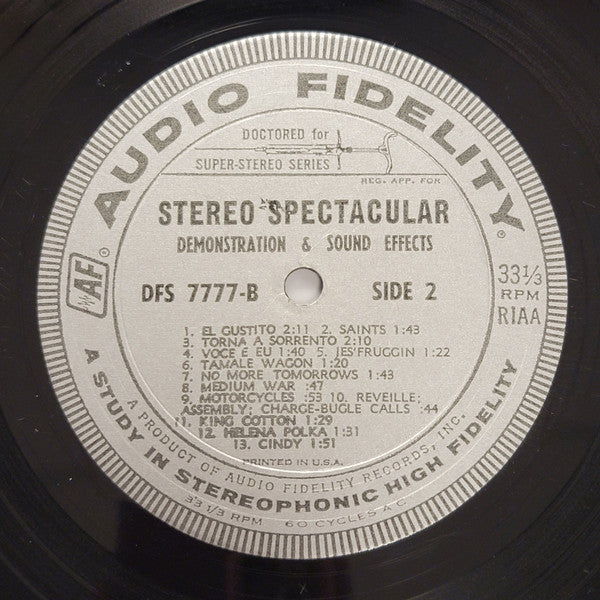 AUDIO FIDELITY
DOCTORED for
SUPER-STEREO SERIES
REG. APP. FOR
STEREO SPECTACULAR
DEMONSTRATION & SOUND EFFECTS
AF
DFS 7777-B
SIDE 2
33 1/3
RPM
RIAA
1. EL GUSTITO 2:11 2. SAINTS 1:43
3. TORNA A SORRENTO 2:10
4. VOCE E EU 1:40 5. JES'FRUGGIN 1:22
6. TAMALE WAGON 1:20
7. NO MORE TOMORROWS 1:43
8. MEDIUM WAR :47
9. MOTORCYCLES :53 10. REVEILLE;
ASSEMBLY; CHARGE-BUGLE CALLS :44
11. KING COTTON 1:29
12. HELENA POLKA 1:31
13. CINDY 1:51
PRINTED IN U.S.A.
A PRODUCT OF AUDIO FIDELITY RECORDS, INC.
A STUDY IN STEREOPHONIC HIGH FIDELITY
33 1/3 RPM 60 CYCLES A C